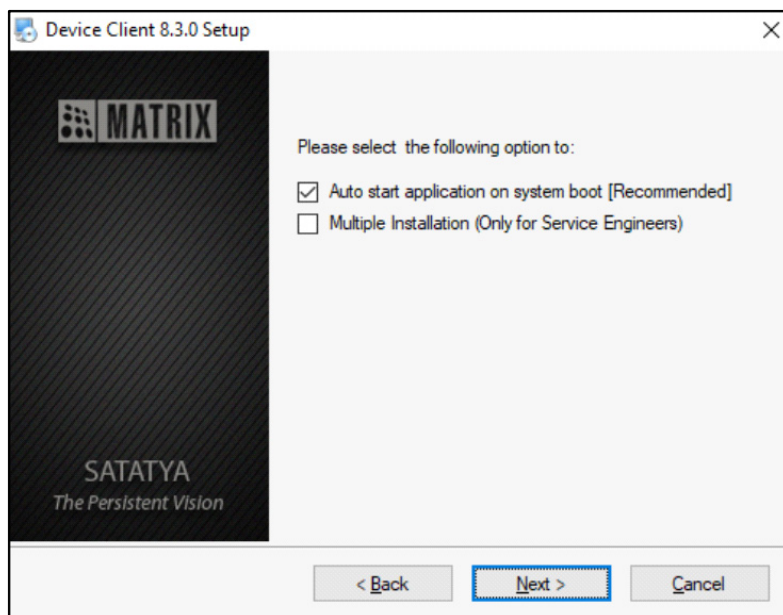 Device Client 8.3.0 Setup
MATRIX
Please select the following option to:
Auto start application on system boot [Recommended]
Multiple Installation (Only for Service Engineers)
SATATYA
The Persistent Vision
< Back
Next >
Cancel